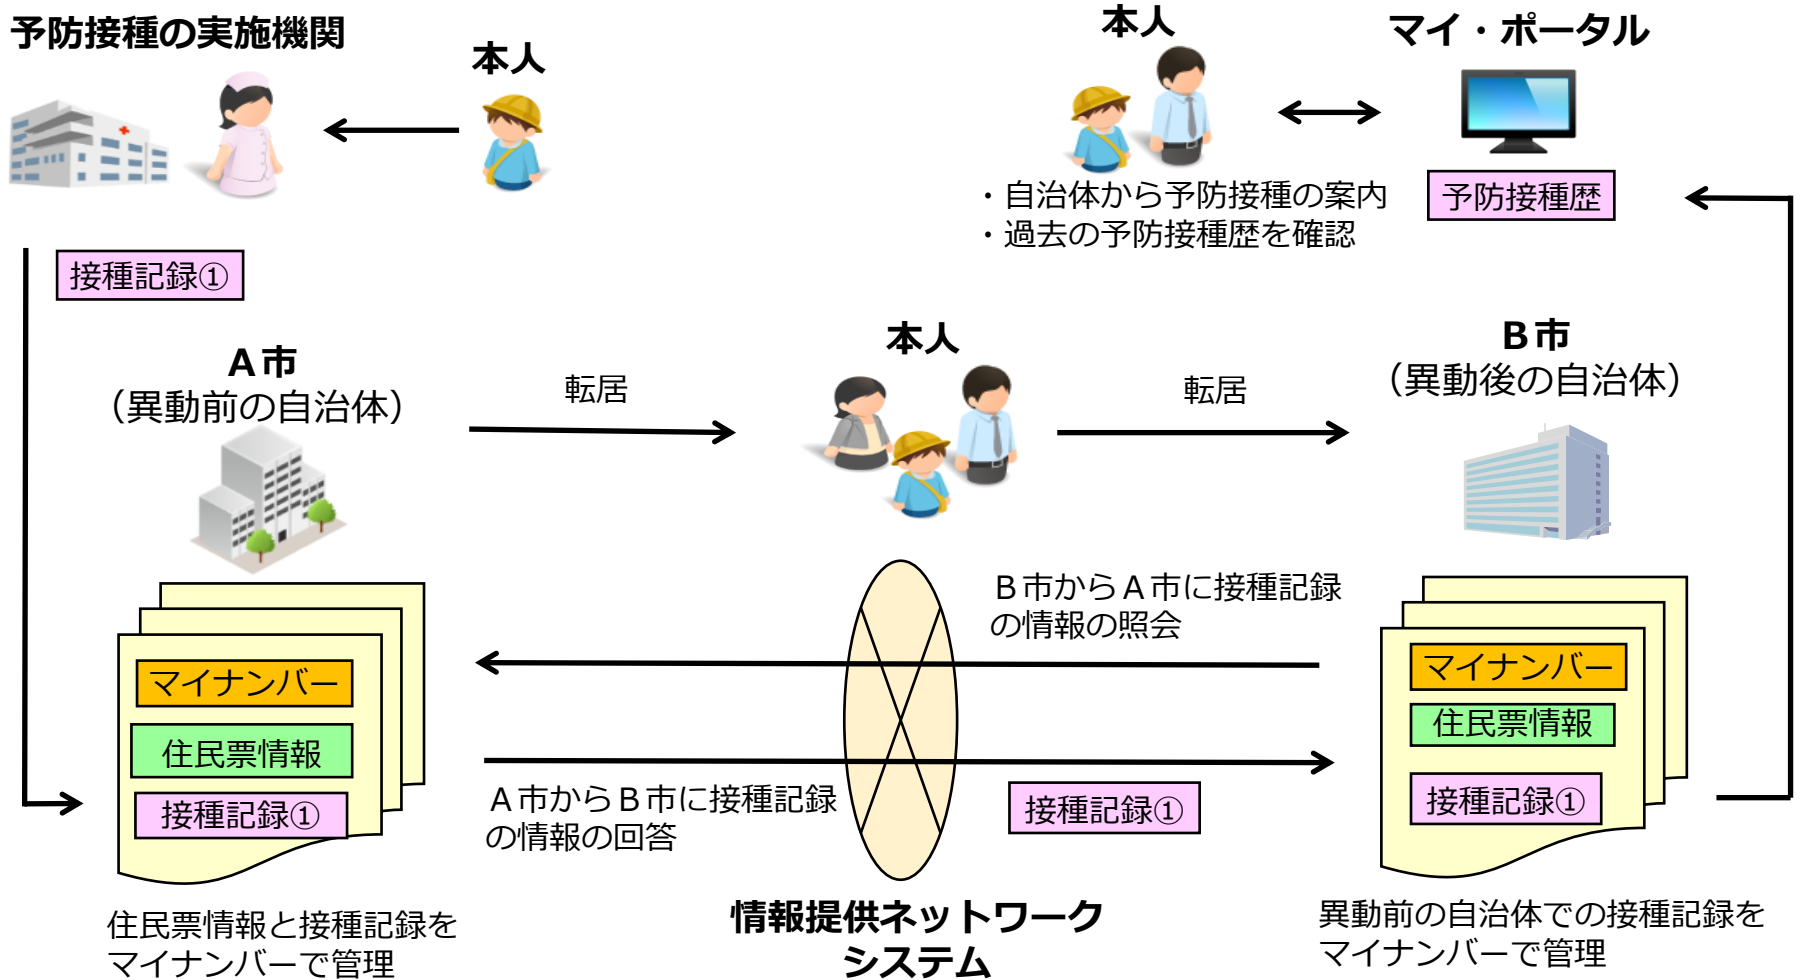 予防接種の実施機関
本人
本人
マイ・ポータル
・自治体から予防接種の案内
・過去の予防接種歴を確認
予防接種歴
接種記録①
A市
（異動前の自治体）
転居
本人
転居
B市
（異動後の自治体）
B市からA市に接種記録
の情報の照会
マイナンバー
住民票情報
接種記録①
A市からB市に接種記録
の情報の回答
接種記録①
マイナンバー
住民票情報
接種記録①
住民票情報と接種記録を
マイナンバーで管理
情報提供ネットワーク
システム
異動前の自治体での接種記録を
マイナンバーで管理